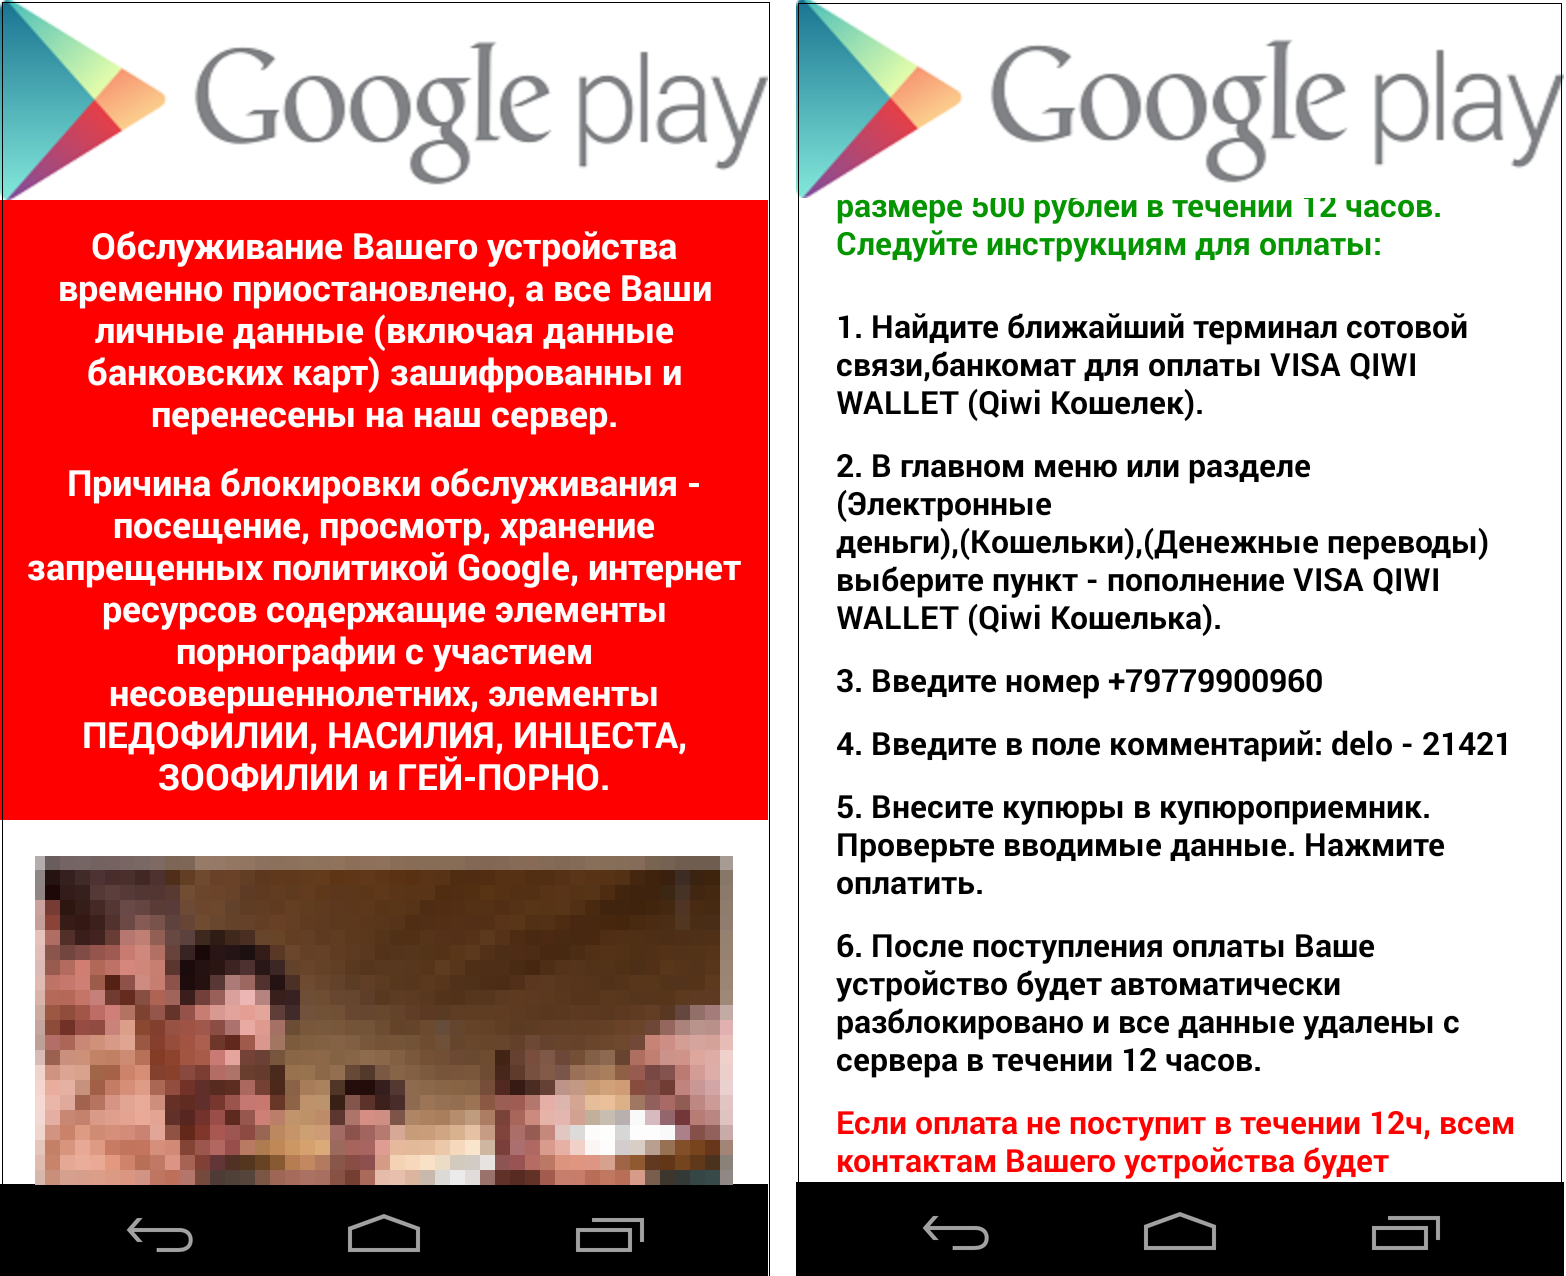 Google play
Обслуживание Вашего устройства
временно приостановлено, а все Ваши
личные данные (включая данные
банковских карт) зашифрованны и
перенесены на наш сервер.
Причина блокировки обслуживания -
посещение, просмотр, хранение
запрещенных политикой Google, интернет
ресурсов содержащие элементы
порнографии с участием
несовершеннолетних, элементы
ПЕДОФИЛИИ, НАСИЛИЯ, ИНЦЕСТА,
ЗООФИЛИИ и ГЕЙ-ПОРНО.
Google play
размере 500 рублей в течении 12 часов.
Следуйте инструкциям для оплаты:
1. Найдите ближайший терминал сотовой
связи,банкомат для оплаты VISA QIWI
WALLET (Qiwi Кошелек).
2. В главном меню или разделе
(Электронные
деньги),(Кошельки),(Денежные переводы)
выберите пункт - пополнение VISA QIWI
WALLET (Qiwi Кошелька).
3. Введите номер +79779900960
4. Введите в поле комментарий: delo - 21421
5. Внесите купюры в купюроприемник.
Проверьте вводимые данные. Нажмите
оплатить.
6. После поступления оплаты Ваше
устройство будет автоматически
разблокировано и все данные удалены с
сервера в течении 12 часов.
Если оплата не поступит в течении 12ч, всем
контактам Вашего устройства будет